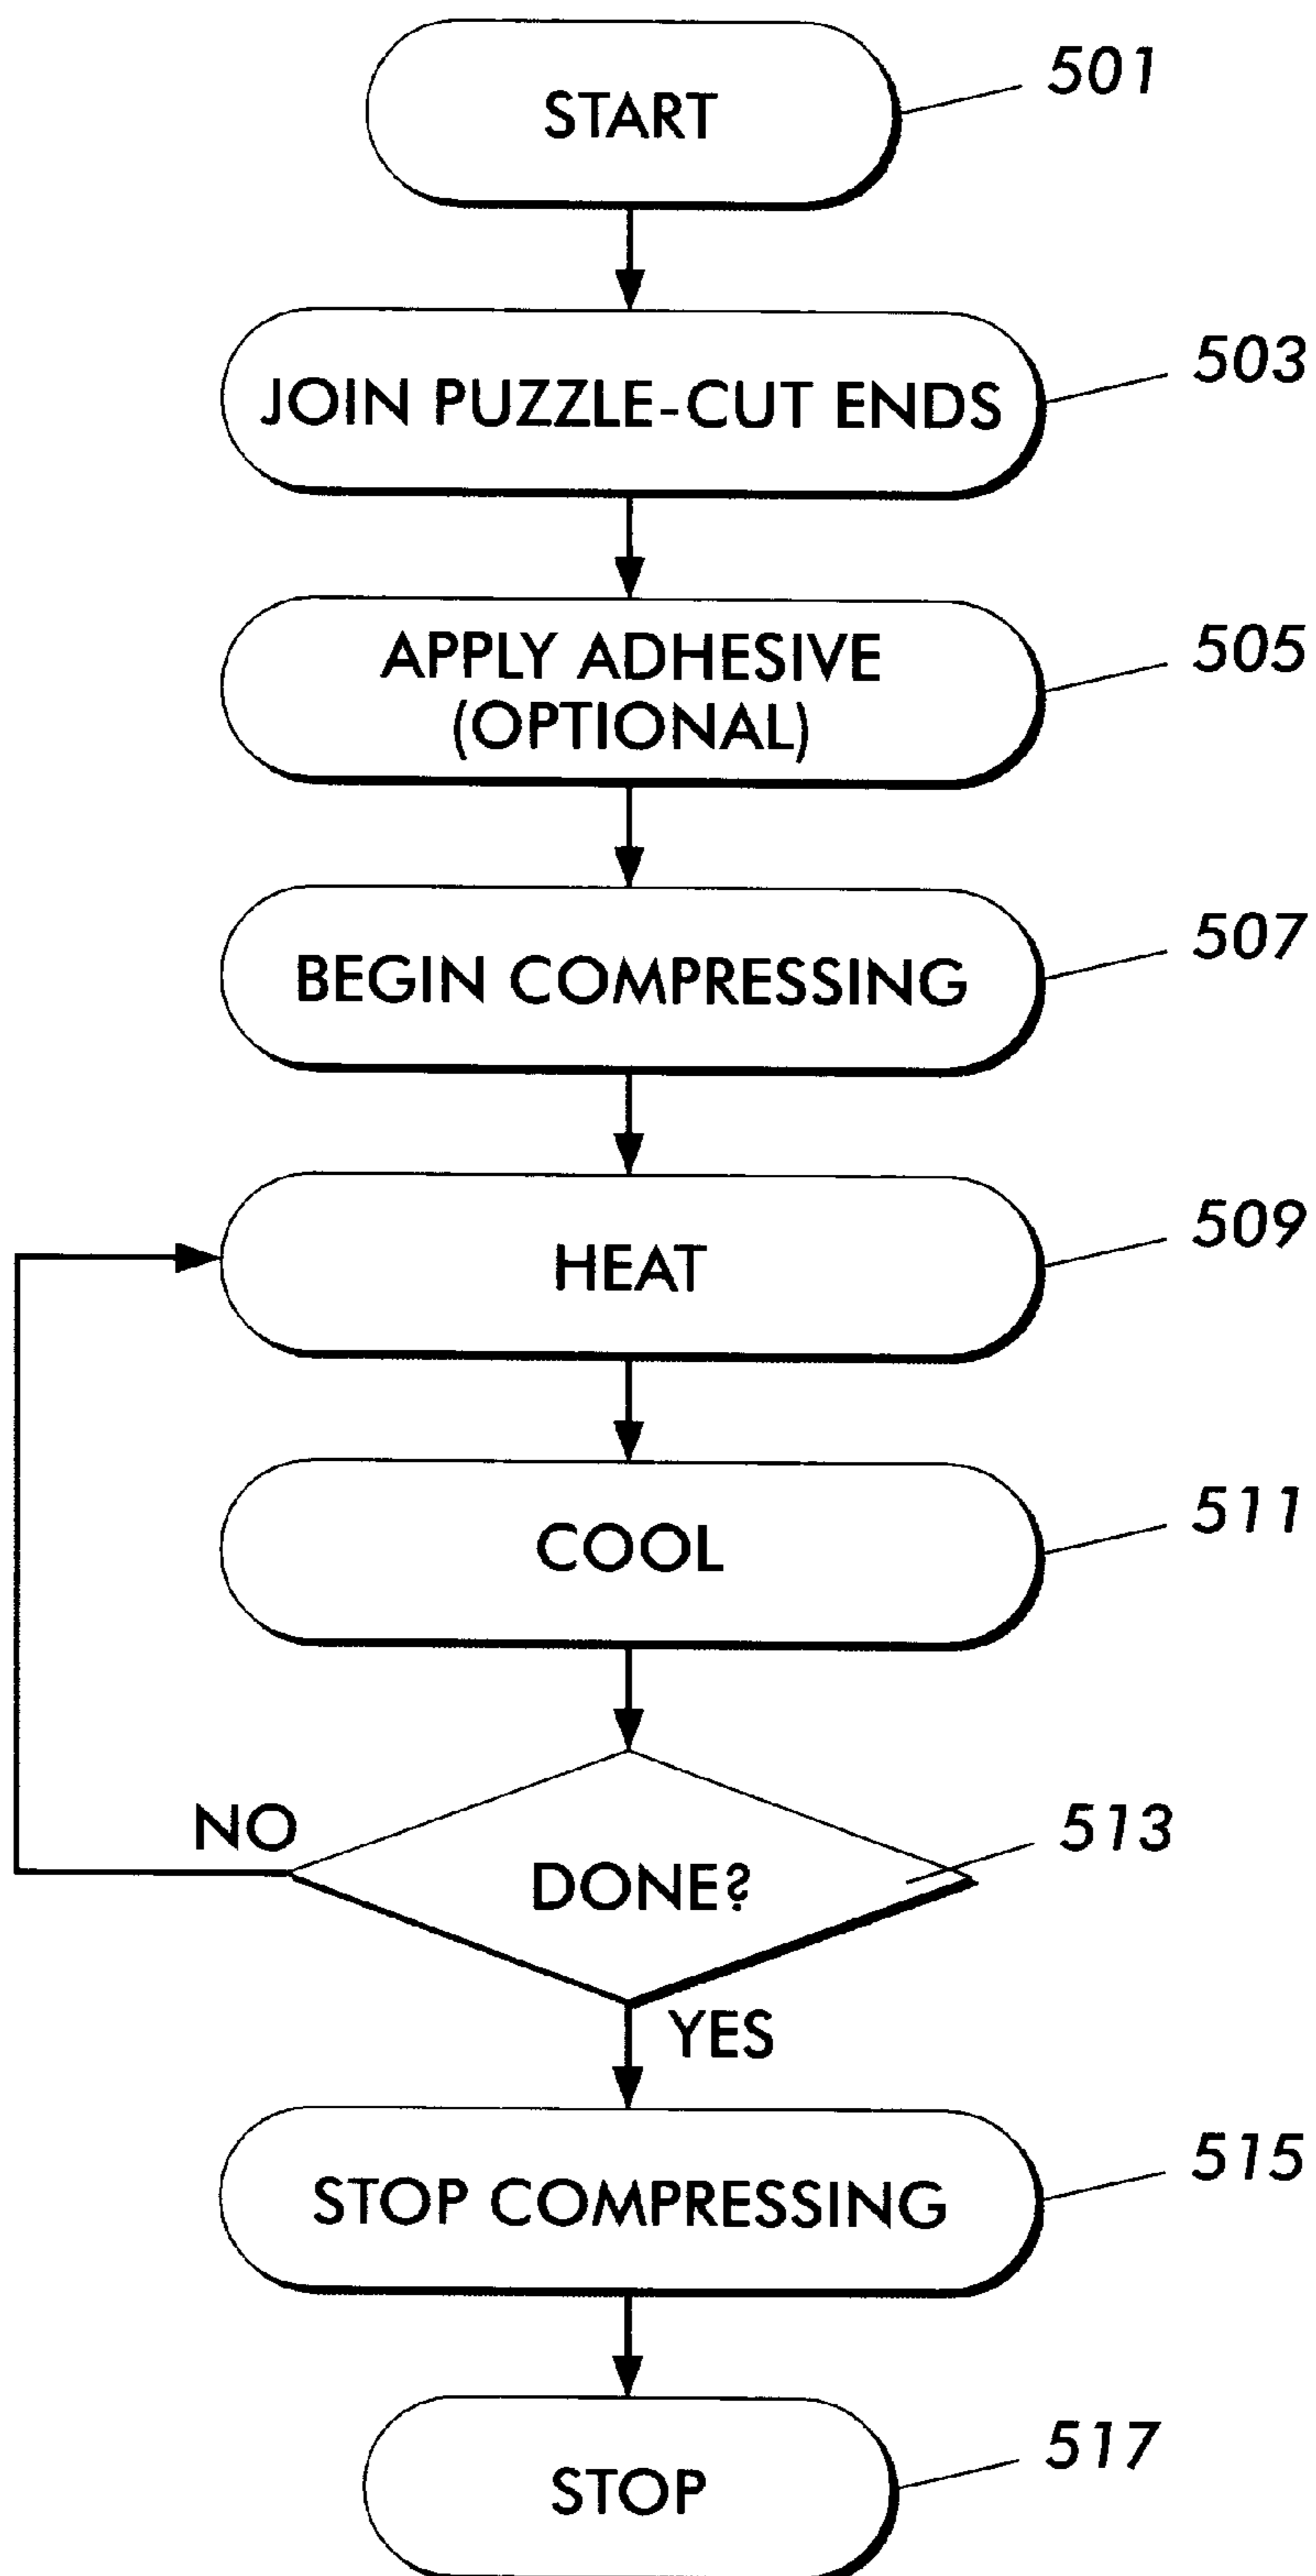 START
501
JOIN PUZZLE-CUT ENDS
503
APPLY ADHESIVE
(OPTIONAL)
505
BEGIN COMPRESSING
507
HEAT
509
COOL
511
NO
DONE?
513
YES
STOP COMPRESSING
515
STOP
517